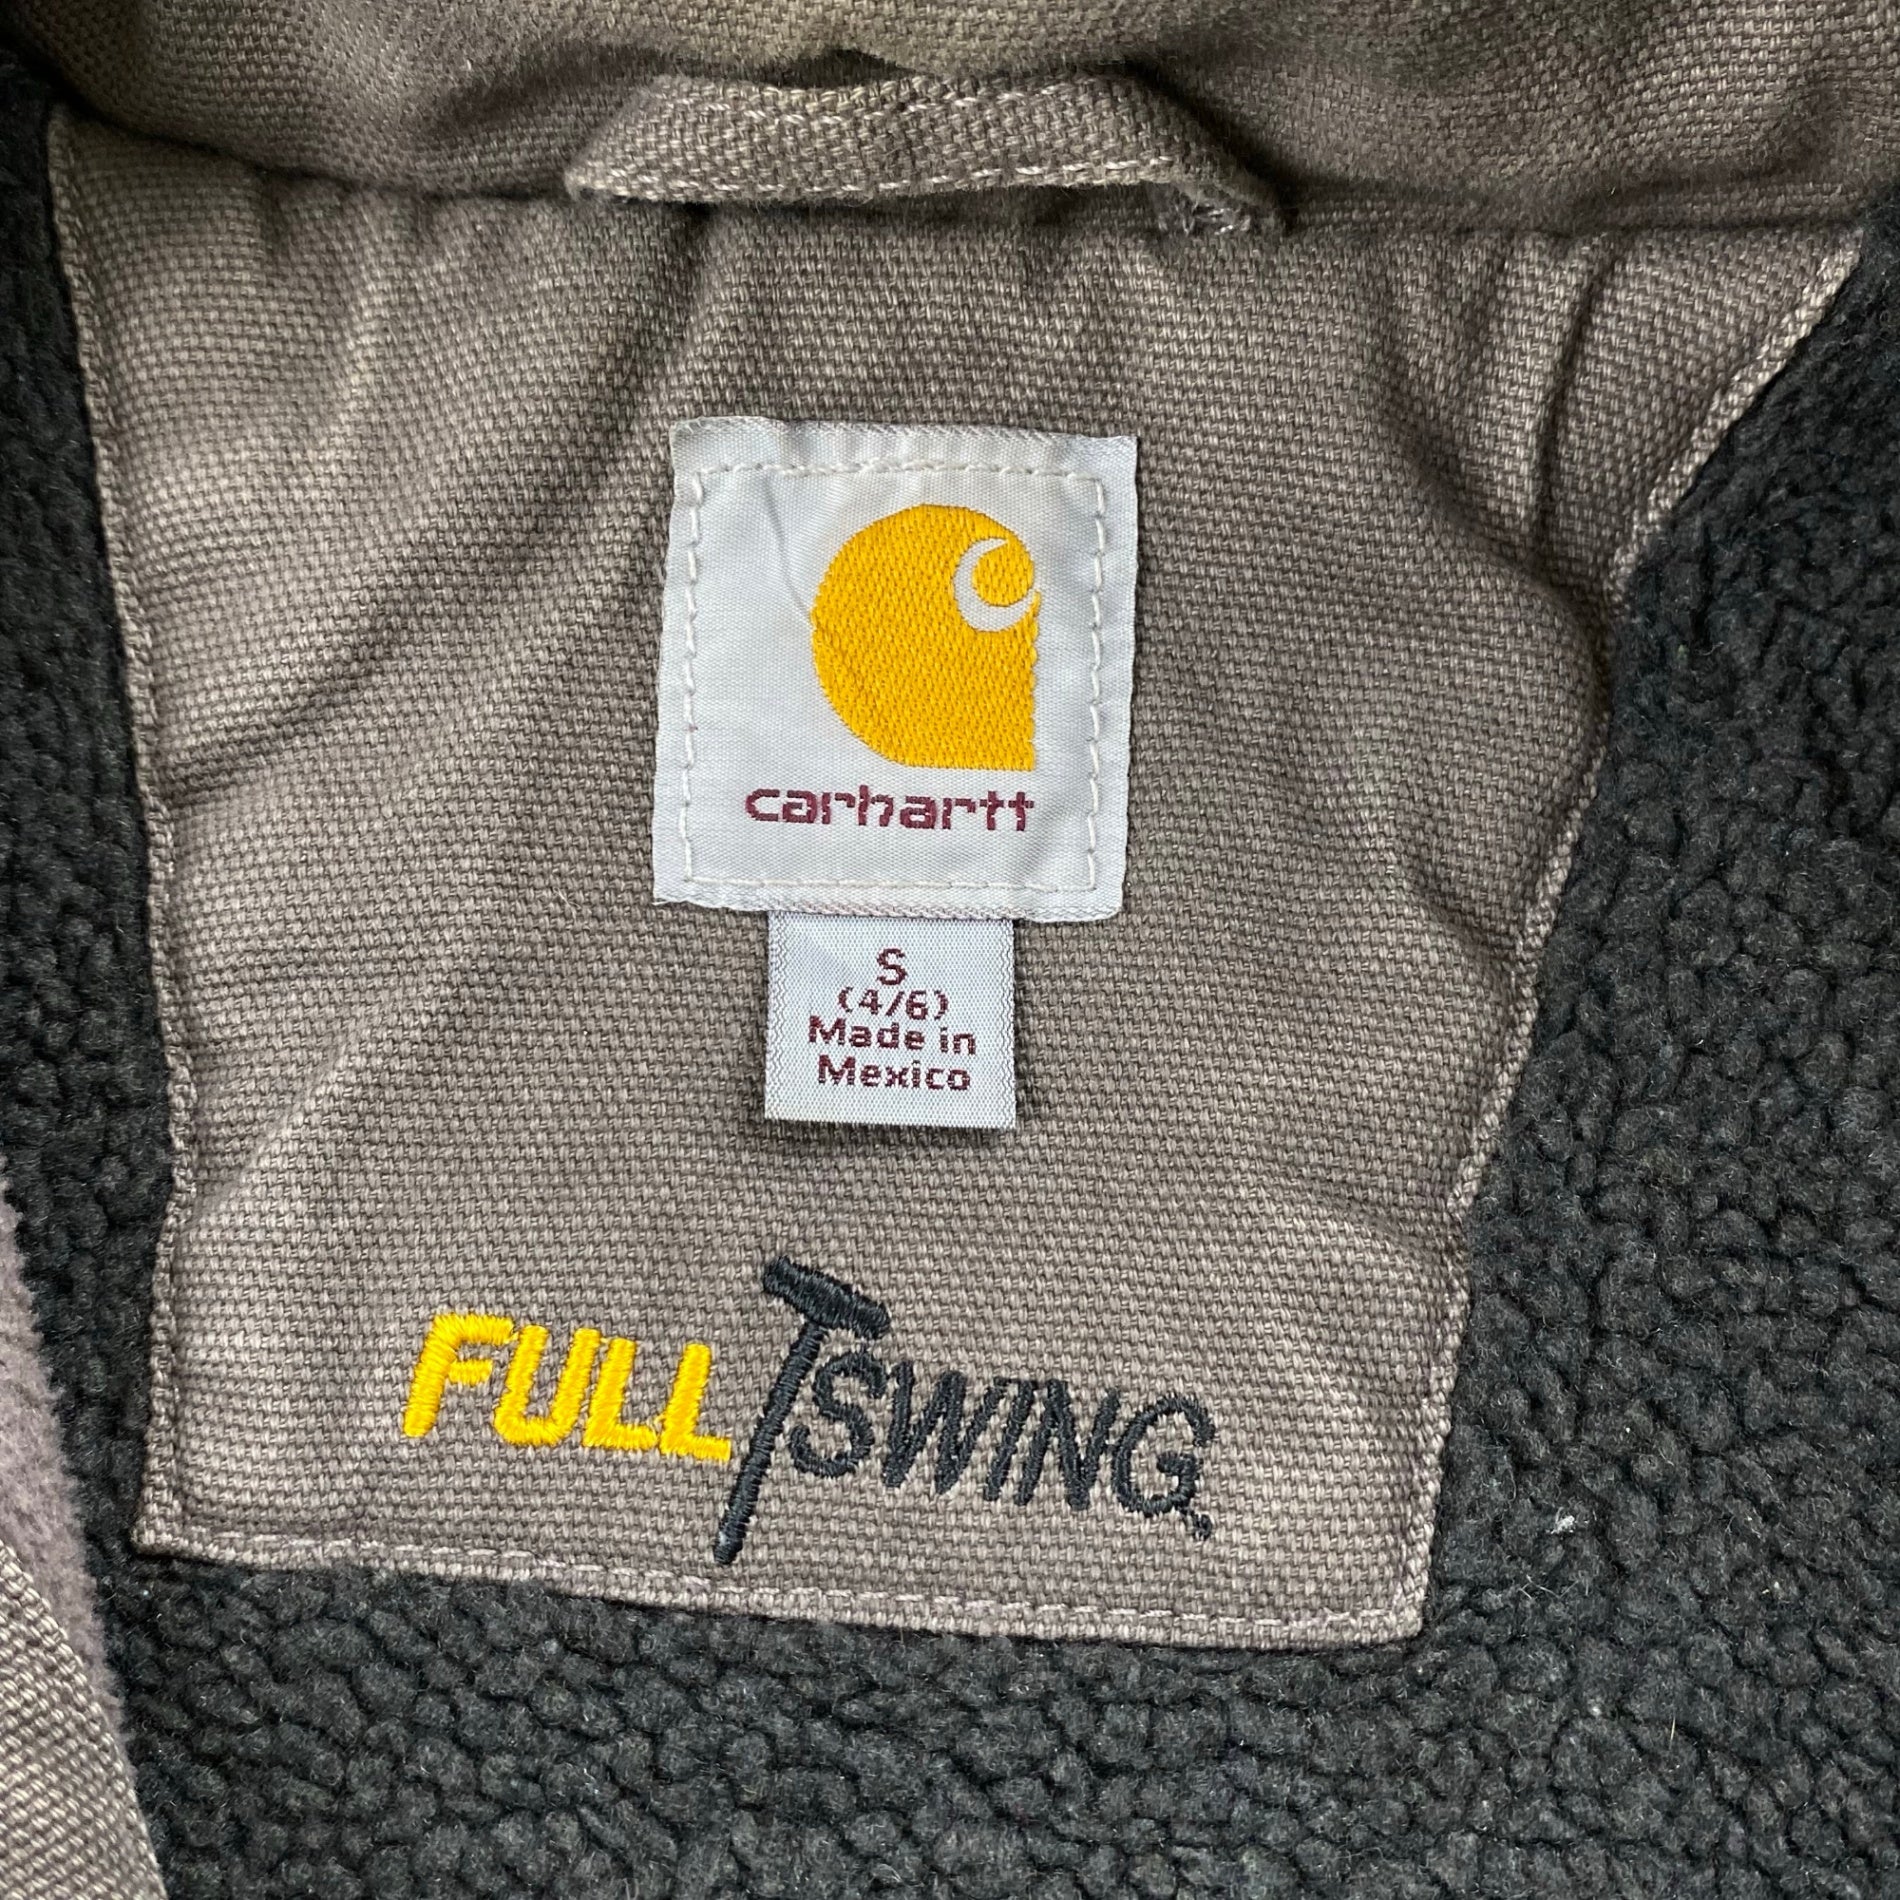 carhartt
S
(4/6)
Made in
Mexico
FULL SWING